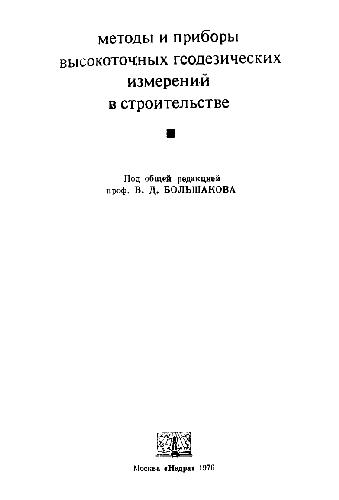 методы и приборы
высокоточных геодезических
измерений
в строительстве
Под общей редакцией
проф. В. Д. БОЛЬШАКОВА
Москва «Недра» 1976